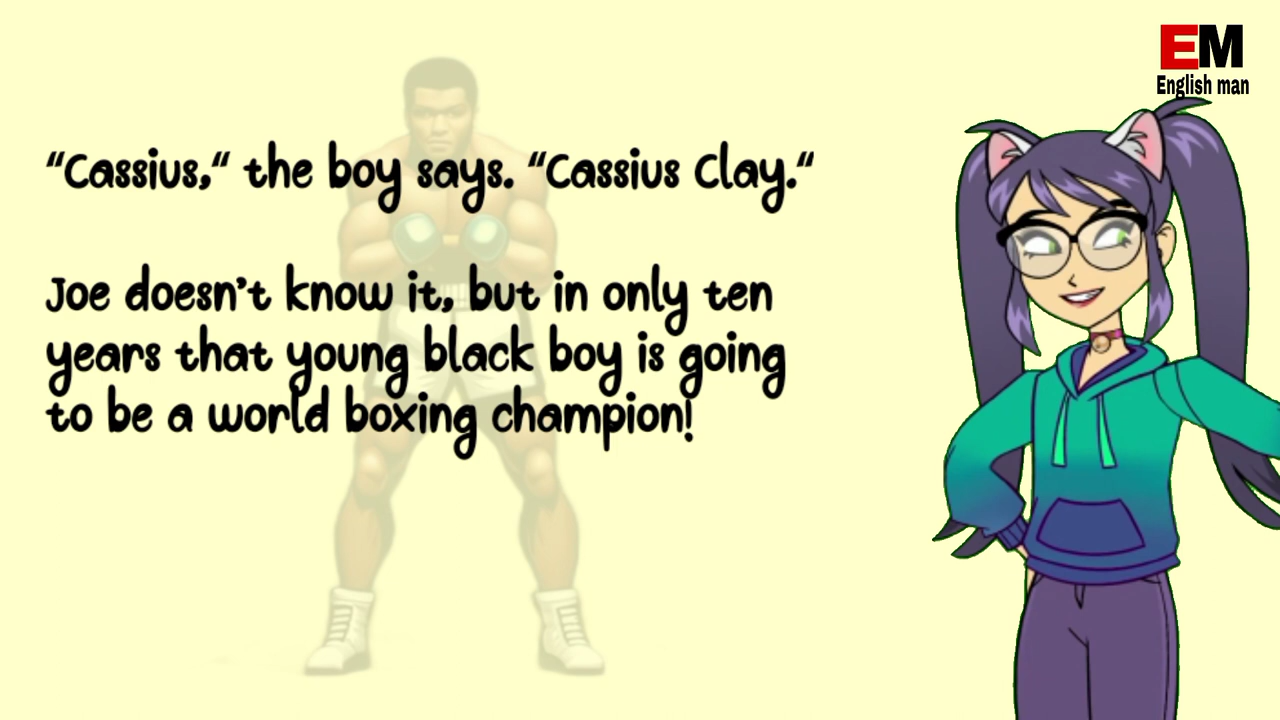 EM
English man
“Cassius,“ the boy says. “Cassius Clay.“
Joe doesn't know it, but in only ten
years that young black boy is going
to be a world boxing champion!